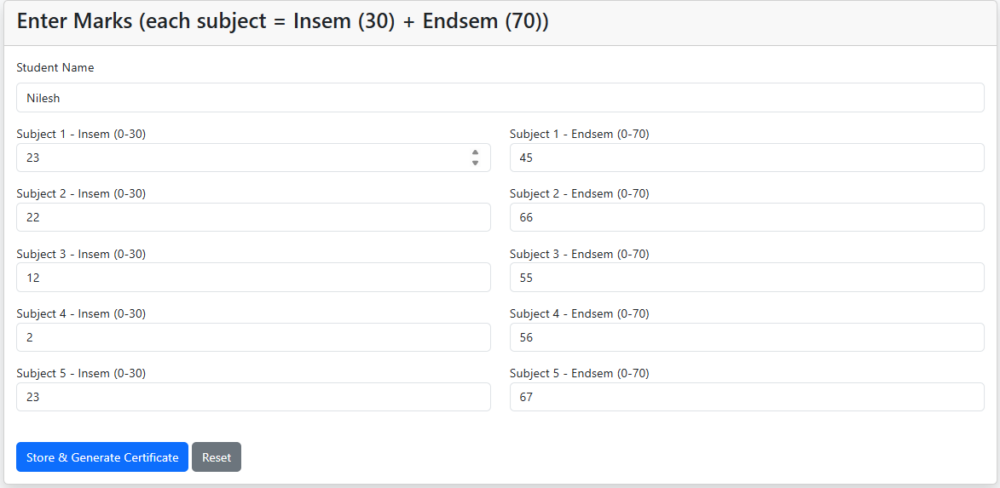 Enter Marks (each subject = Insem (30) + Endsem (70))
Student Name
Nilesh
Subject 1 - Insem (0-30) Subject 1 - Endsem (0-70)
23 45
Subject 2 - Insem (0-30) Subject 2 - Endsem (0-70)
22 66
Subject 3 - Insem (0-30) Subject 3 - Endsem (0-70)
12 55
Subject 4 - Insem (0-30) Subject 4 - Endsem (0-70)
2 56
Subject 5 - Insem (0-30) Subject 5 - Endsem (0-70)
23 67
Store & Generate Certificate Reset